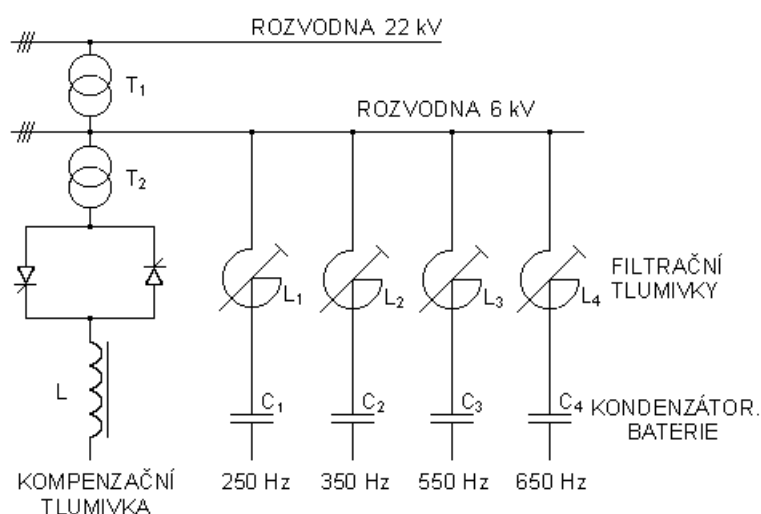 ROZVODNA 22 kV
T1
ROZVODNA 6 kV
T2
L1
L2
L3
L4
FILTRAČNÍ
TLUMIVKY
L
C1
C2
C3
C4
KONDENZÁTOR.
BATERIE
KOMPENZAČNÍ
TLUMIVKA
250 Hz
350 Hz
550 Hz
650 Hz